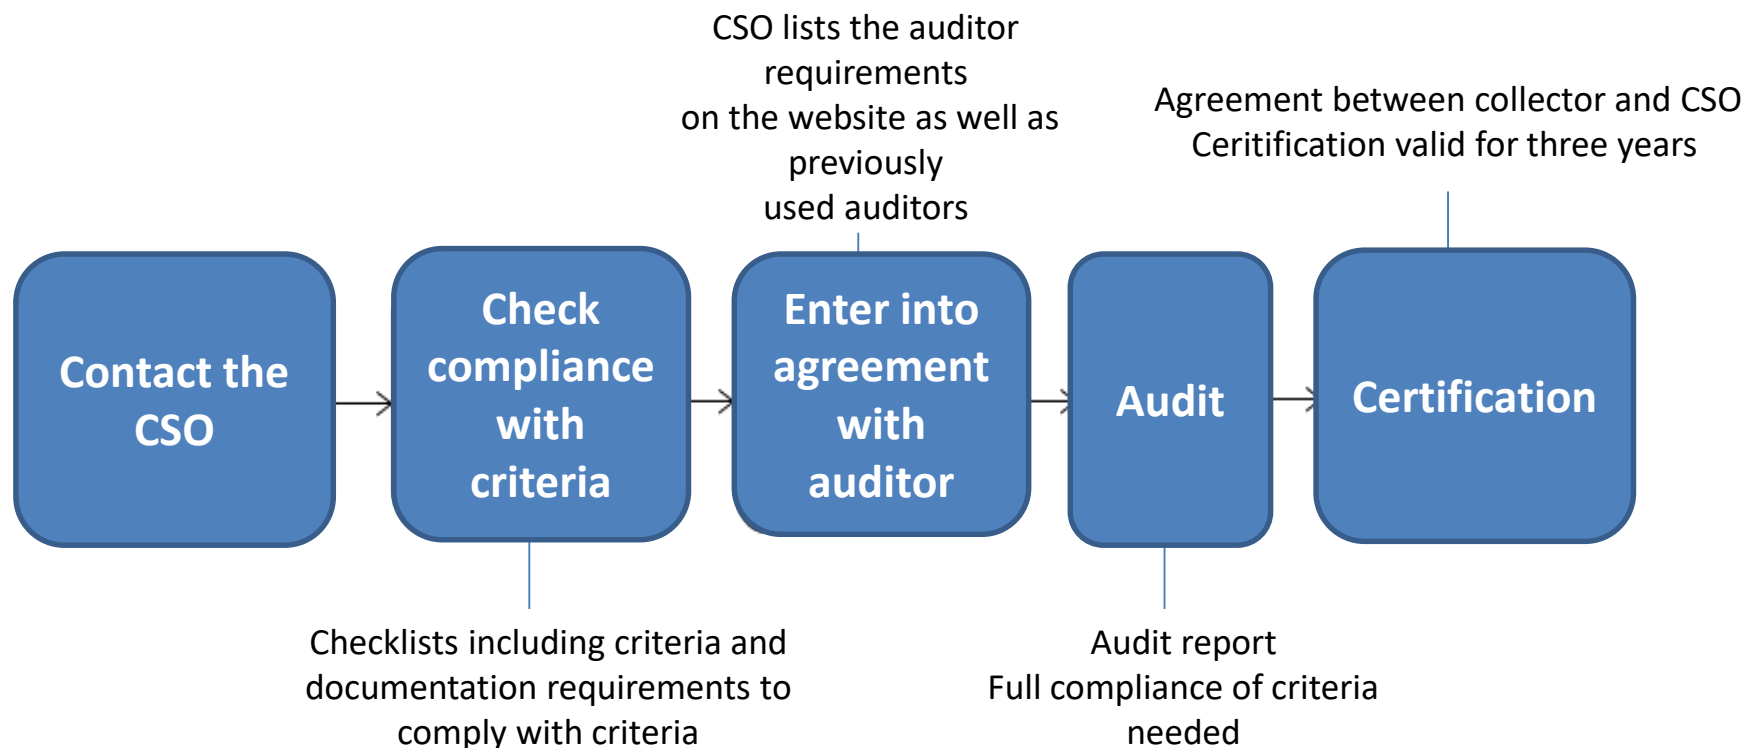 CSO lists the auditor
requirements
on the website as well as
previously
used auditors
Agreement between collector and CSO
Ceritification valid for three years
Contact the
CSO
Check
compliance
with
criteria
Enter into
agreement
with
auditor
Audit
Certification
Checklists including criteria and
documentation requirements to
comply with criteria
Audit report
Full compliance of criteria
needed